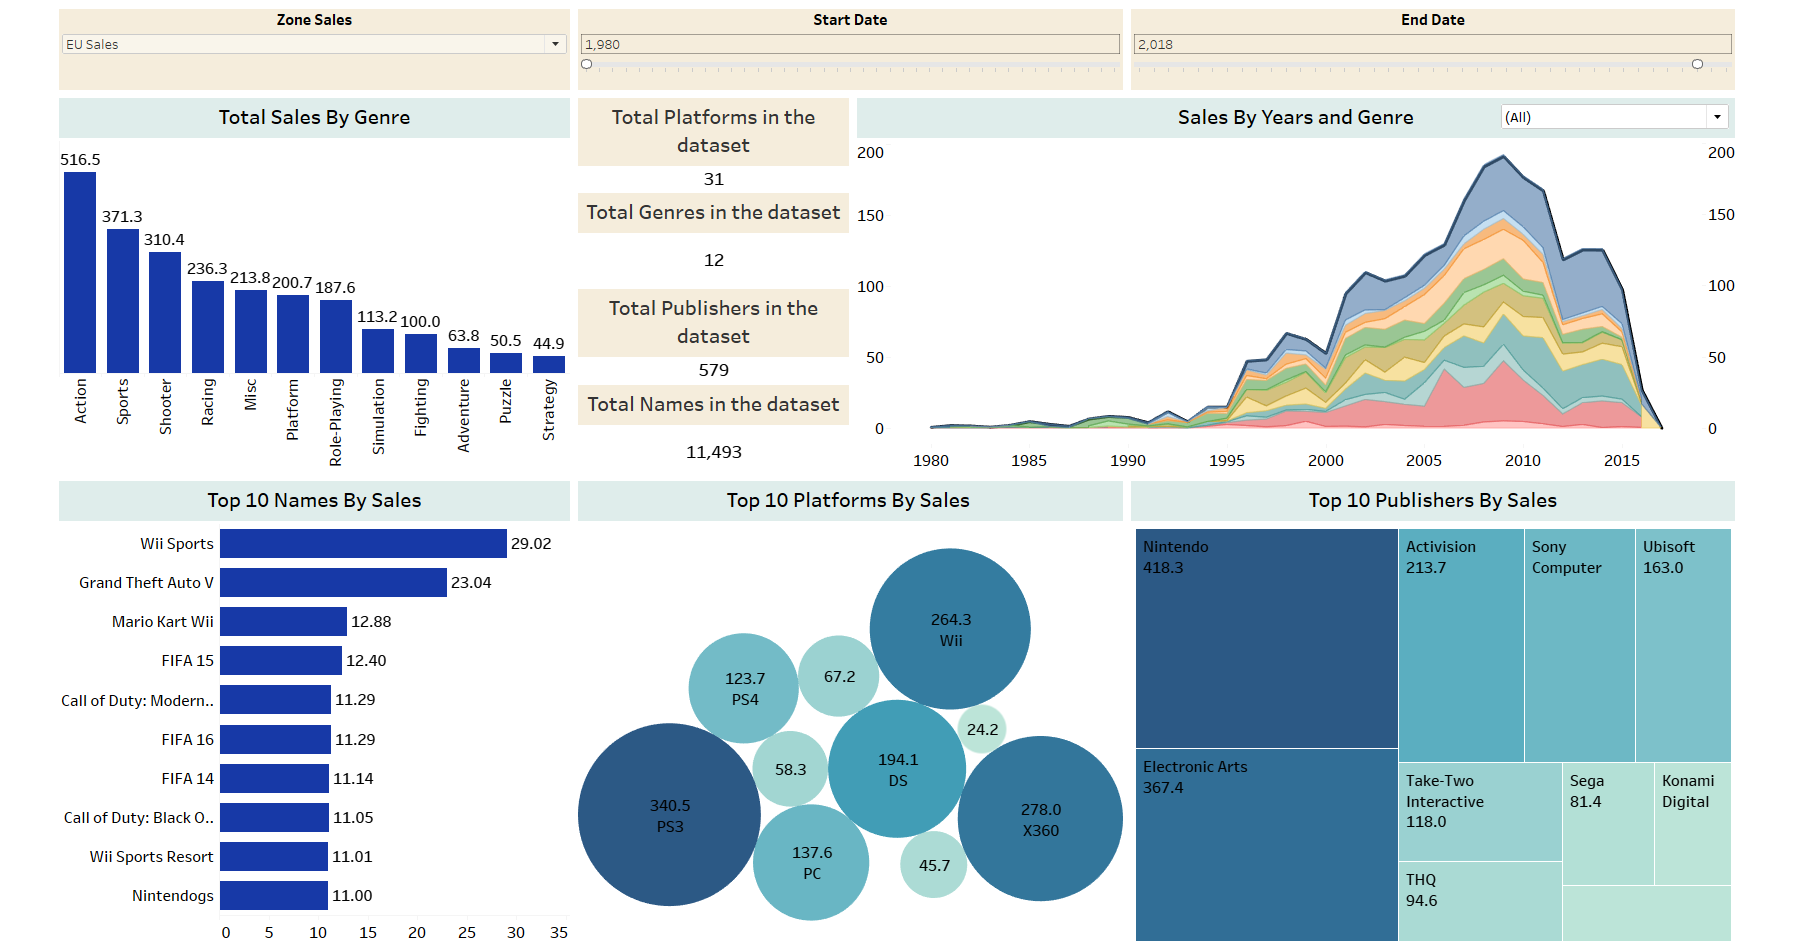 Zone Sales
EU Sales
Start Date
1,980
End Date
2,018
Total Sales By Genre
516.5
371.3
310.4
236.3
213.8
200.7
187.6
113.2
100.0
63.8
50.5
44.9
Action
Sports
Shooter
Racing
Misc
Platform
Role-Playing
Simulation
Fighting
Adventure
Puzzle
Strategy
Total Platforms in the
dataset
31
Total Genres in the dataset
12
Total Publishers in the
dataset
579
Total Names in the dataset
11,493
Sales By Years and Genre
(All)
200
150
100
50
0
200
150
100
50
0
1980
1985
1990
1995
2000
2005
2010
2015
Top 10 Names By Sales
Wii Sports 29.02
Grand Theft Auto V 23.04
Mario Kart Wii 12.88
FIFA 15 12.40
Call of Duty: Modern.. 11.29
FIFA 16 11.29
FIFA 14 11.14
Call of Duty: Black O.. 11.05
Wii Sports Resort 11.01
Nintendogs 11.00
0 5 10 15 20 25 30 35
Top 10 Platforms By Sales
264.3
Wii
123.7
PS4
67.2
24.2
58.3
194.1
DS
340.5
PS3
278.0
X360
137.6
PC
45.7
Top 10 Publishers By Sales
Nintendo
418.3
Electronic Arts
367.4
Activision
213.7
Sony
Computer
Ubisoft
163.0
Take-Two
Interactive
118.0
THQ
94.6
Sega
81.4
Konami
Digital